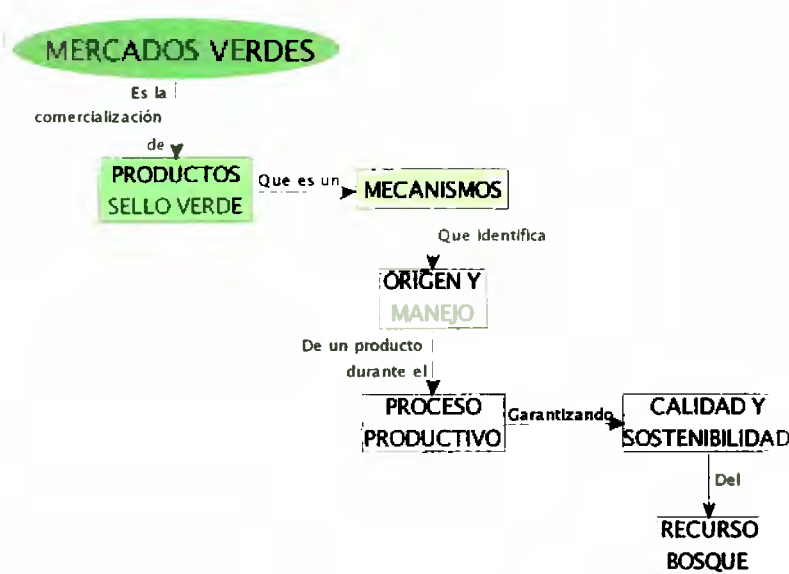 MERCADOS VERDES
Es la
comercialización
de
PRODUCTOS
SELLO VERDE
Que es un
MECANISMOS
Que Identifica
ORIGEN Y
MANEJO
De un producto
durante el
PROCESO
PRODUCTIVO
Garantizando
CALIDAD Y
SOSTENIBILIDAD
Del
RECURSO
BOSQUE